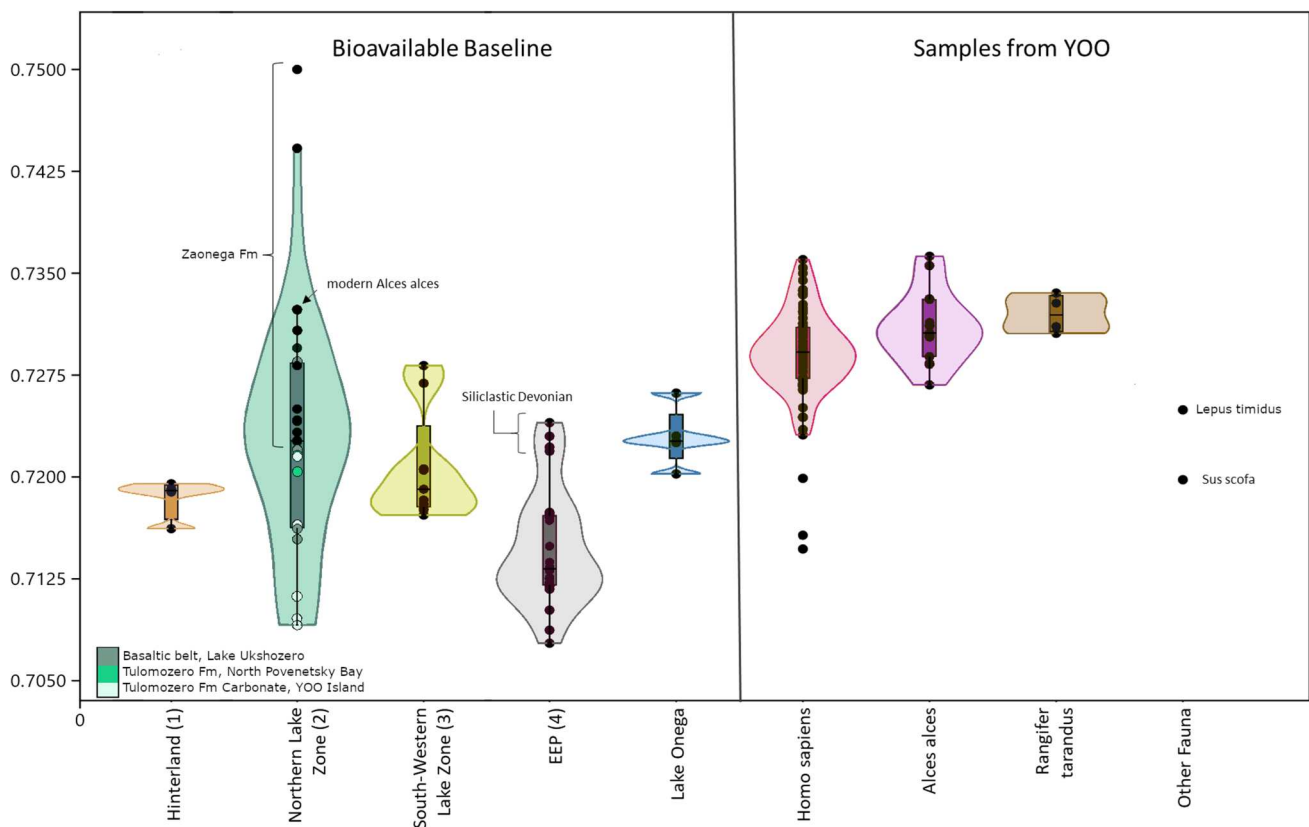 Bioavailable Baseline
Samples from YOO
0.7500
0.7425
0.7350
0.7275
0.7200
0.7125
0.7050
0
Zaonega Fm
modern Alces alces
Siliclastic Devonian
Lepus timidus
Sus scofa
Basaltic belt, Lake Ukshozero
Tulomozero Fm, North Povenetsky Bay
Tulomozero Fm Carbonate, YOO Island
Hinterland (1)
Northern Lake
Zone (2)
South-Western
Lake Zone (3)
EEP (4)
Lake Onega
Homo sapiens
Alces alces
Rangifer
tarandus
Other Fauna